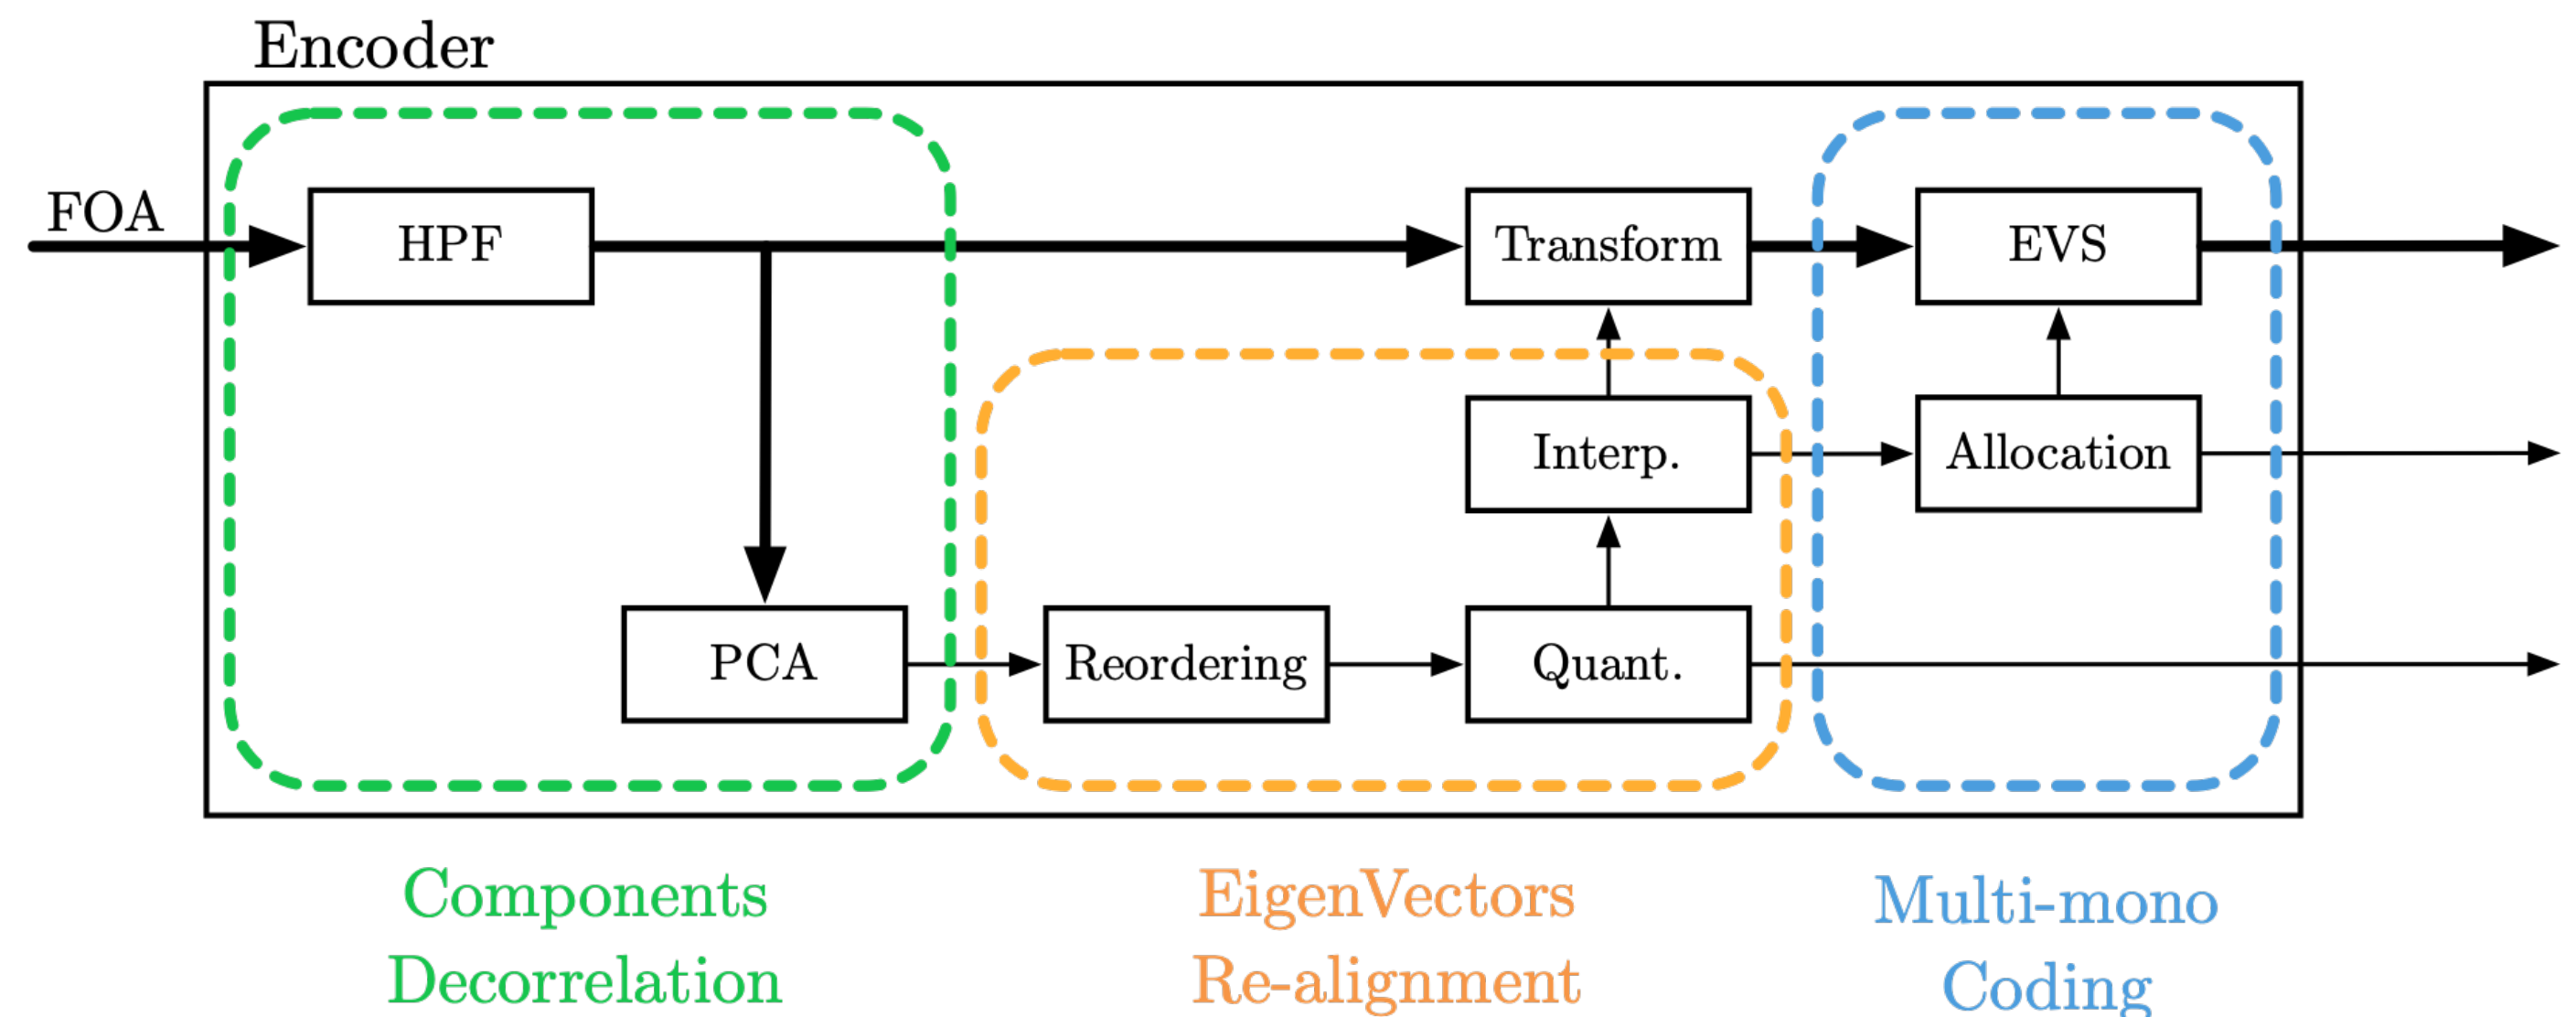 Encoder
FOA
HPF
Transform
EVS
Interp.
Allocation
PCA
Reordering
Quant.
Components
Decorrelation
EigenVectors
Re-alignment
Multi-mono
Coding